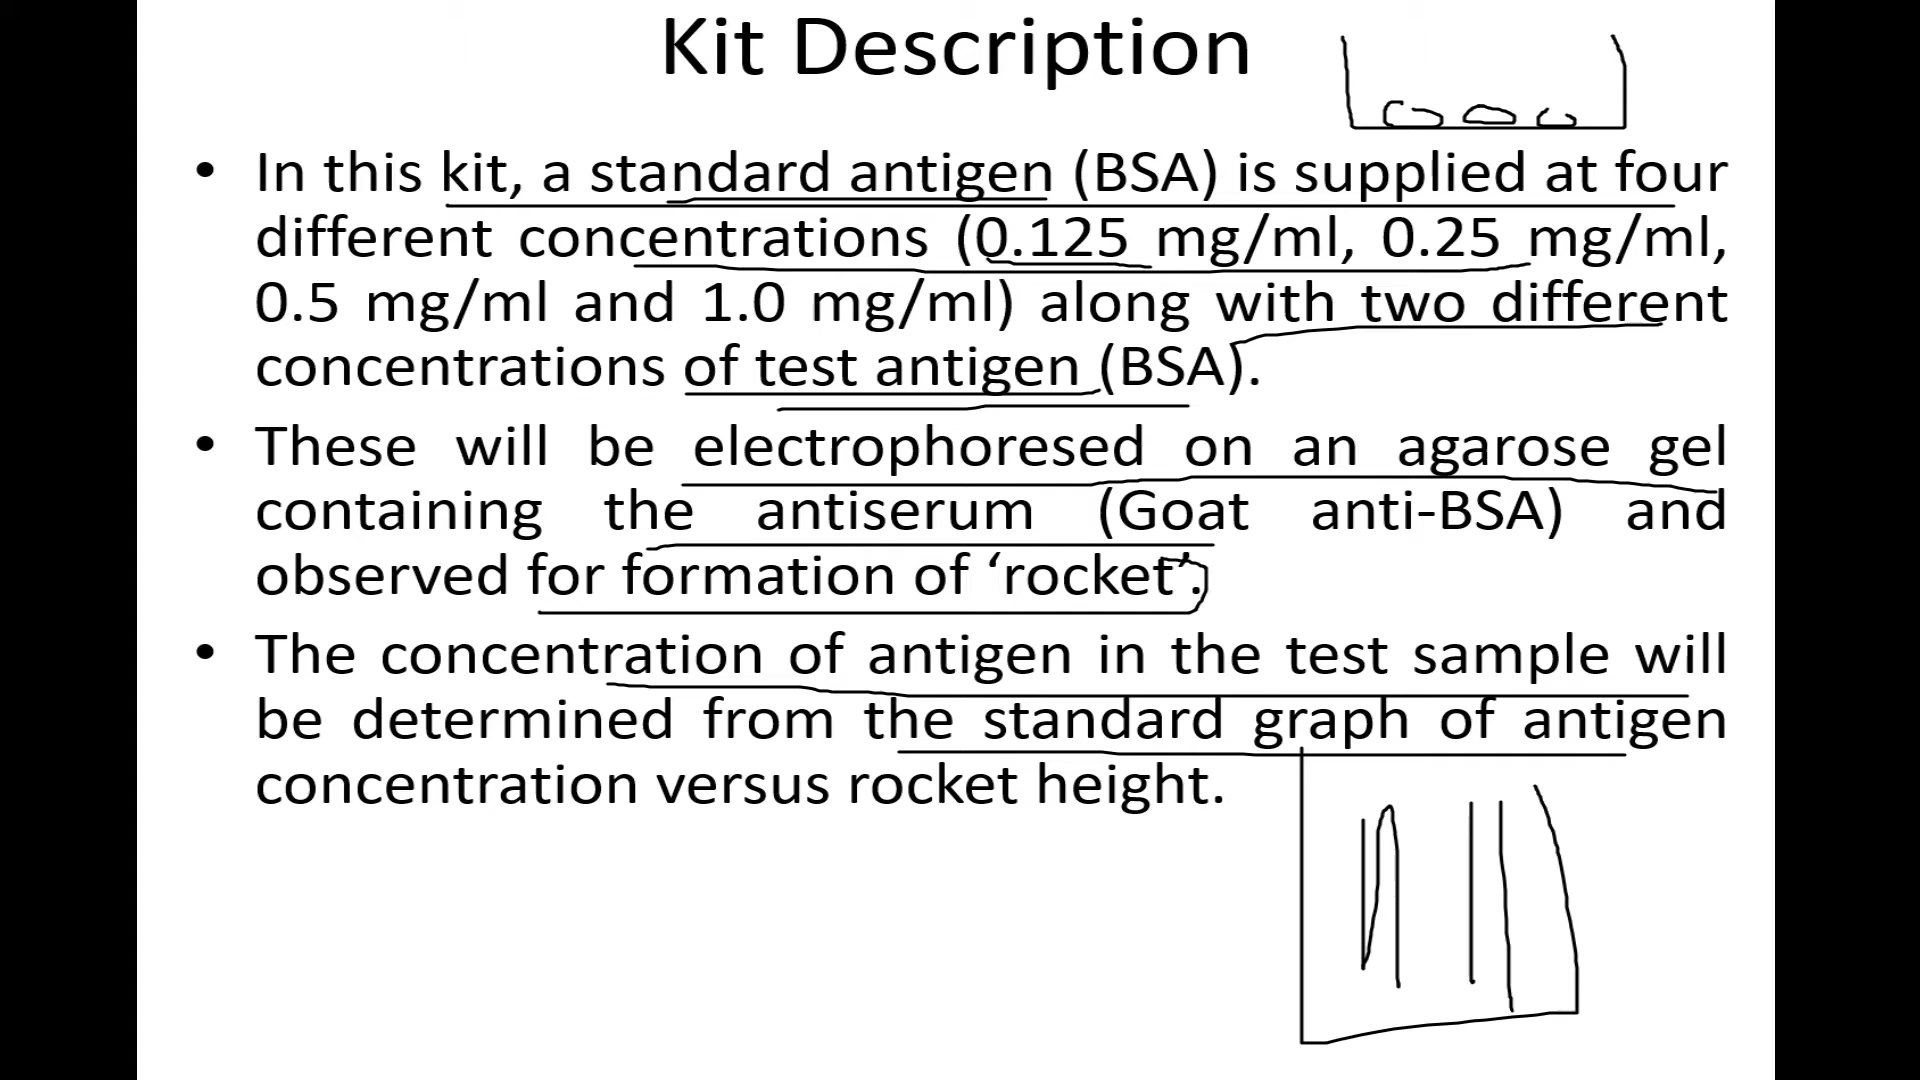 Kit Description
• In this kit, a standard antigen (BSA) is supplied at four
different concentrations (0.125 mg/ml, 0.25 mg/ml,
0.5 mg/ml and 1.0 mg/ml) along with two different
concentrations of test antigen (BSA).
• These will be electrophoresed on an agarose gel
containing the antiserum (Goat anti-BSA) and
observed for formation of ‘rocket’.
• The concentration of antigen in the test sample will
be determined from the standard graph of antigen
concentration versus rocket height.